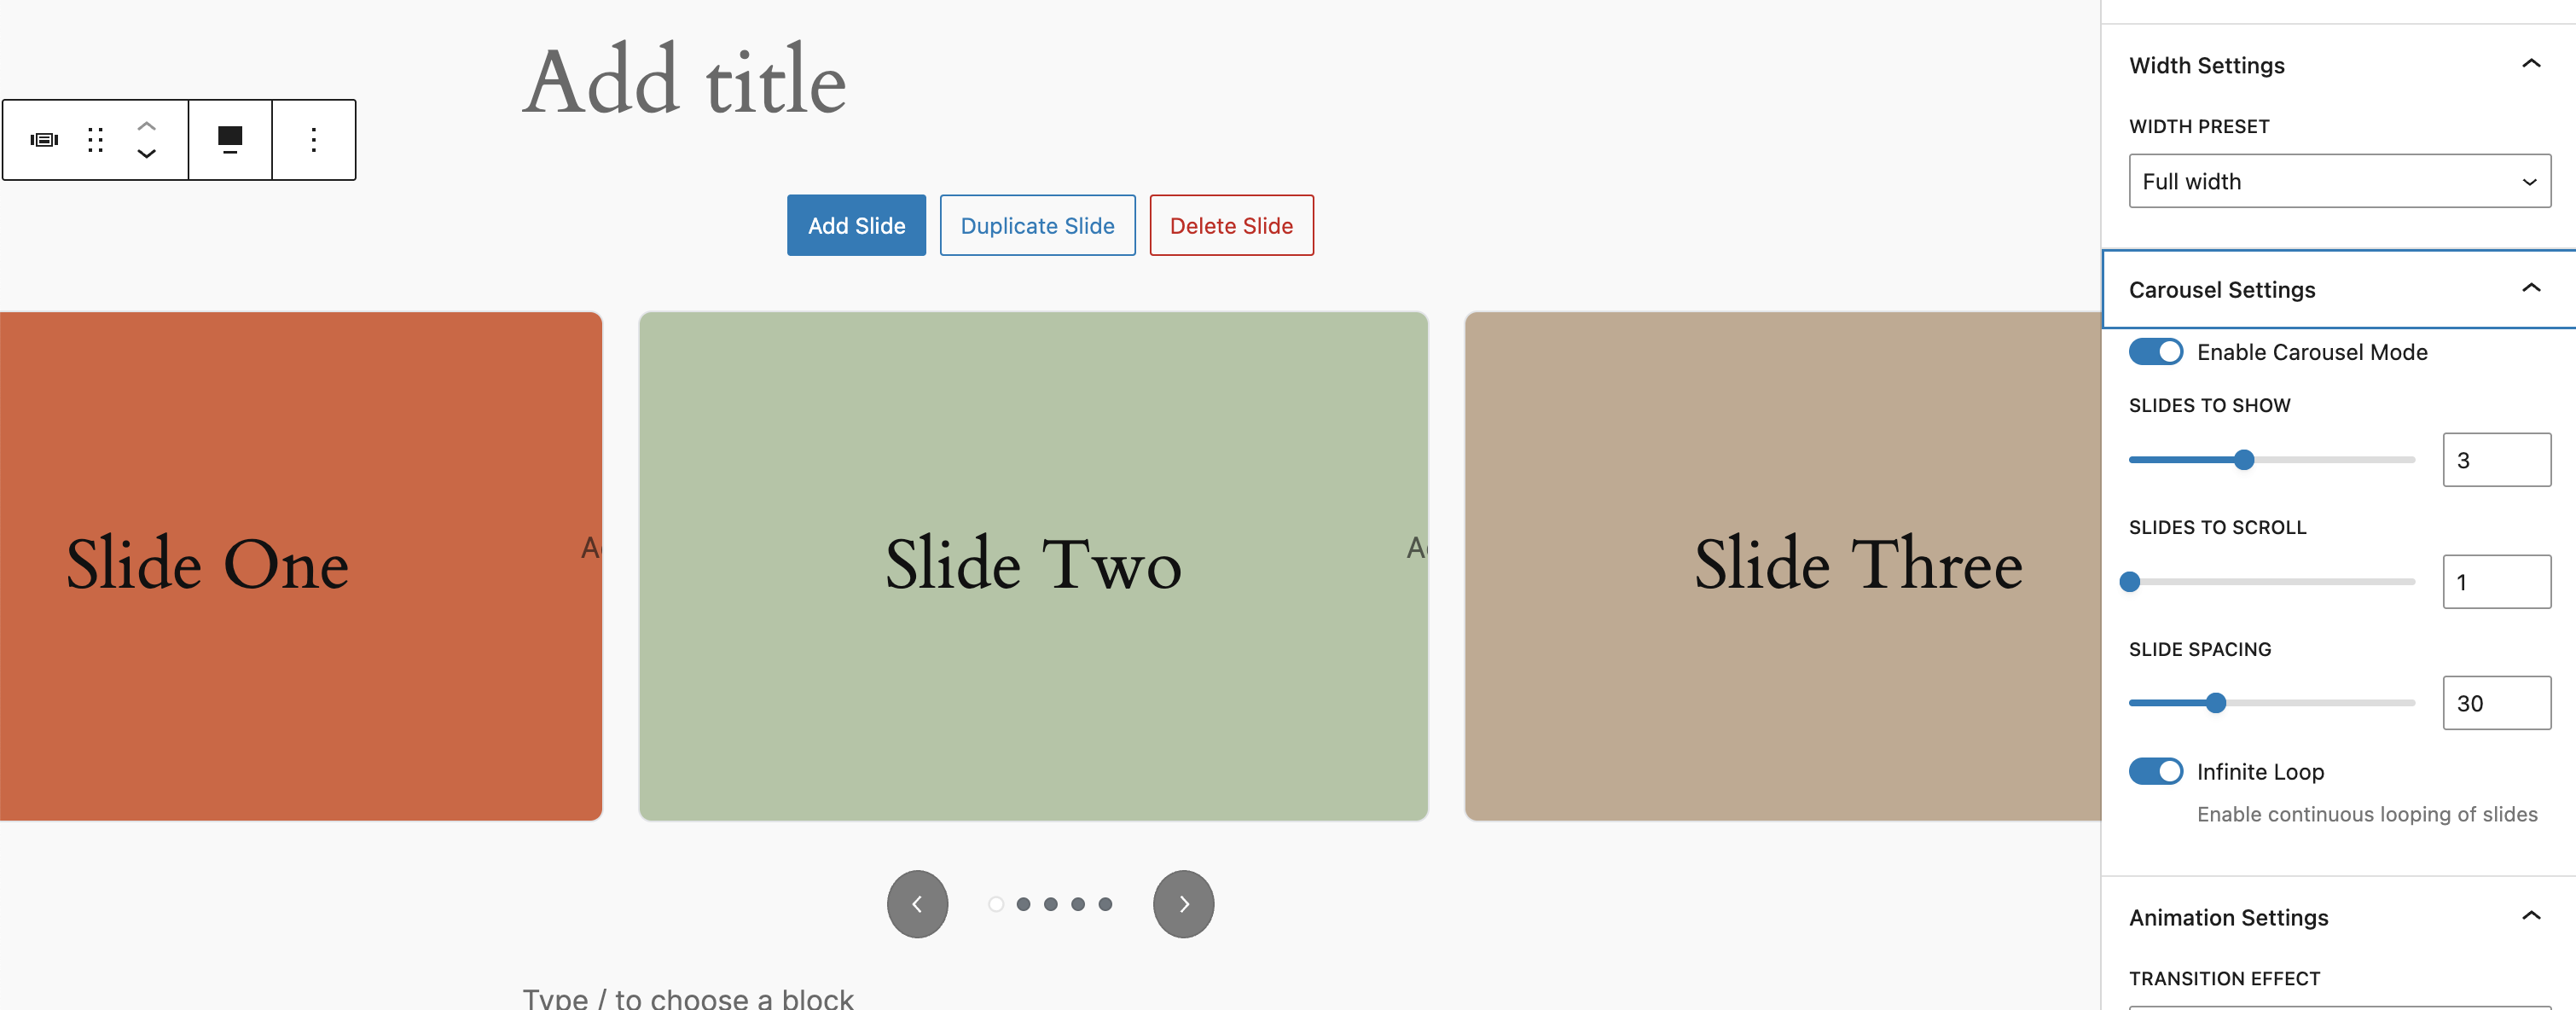 Add title
Add Slide
Duplicate Slide
Delete Slide
Slide One
Slide Two
Slide Three
Type / to choose a block
Width Settings
WIDTH PRESET
Full width
Carousel Settings
Enable Carousel Mode
SLIDES TO SHOW
3
SLIDES TO SCROLL
1
SLIDE SPACING
30
Infinite Loop
Enable continuous looping of slides
Animation Settings
TRANSITION EFFECT